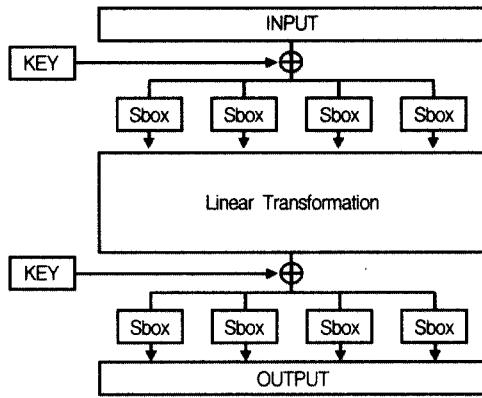 INPUT
KEY
Sbox Sbox Sbox Sbox
Linear Transformation
KEY
Sbox Sbox Sbox Sbox
OUTPUT